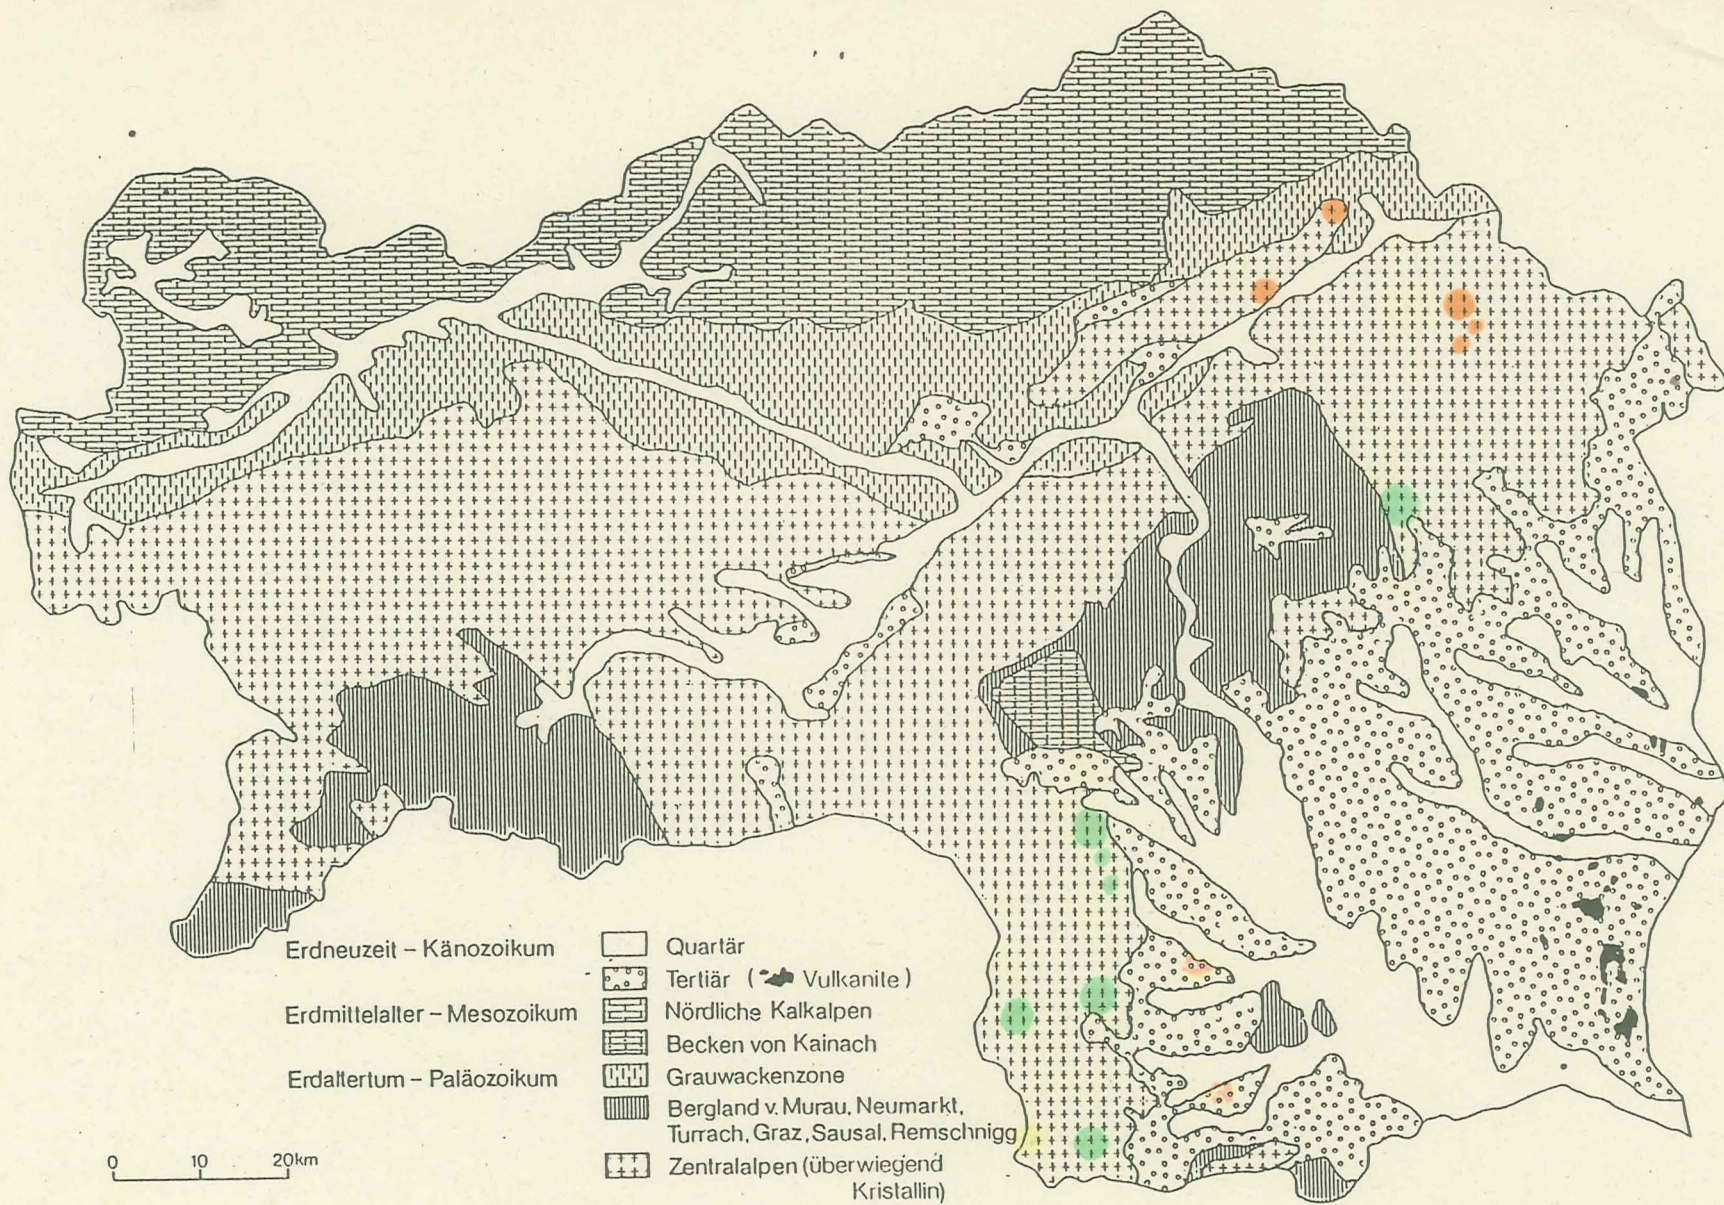 Erdneuzeit – Känozoikum
Quartär
Tertiär ( Vulkanite )
Erdmittelalter – Mesozoikum
Nördliche Kalkalpen
Becken von Kainach
Erdaltertum – Paläozoikum
Grauwackenzone
Bergland v. Murau, Neumarkt,
Turrach, Graz, Sausal, Remschnigg
Zentralalpen (überwiegend
Kristallin)
0 10 20km